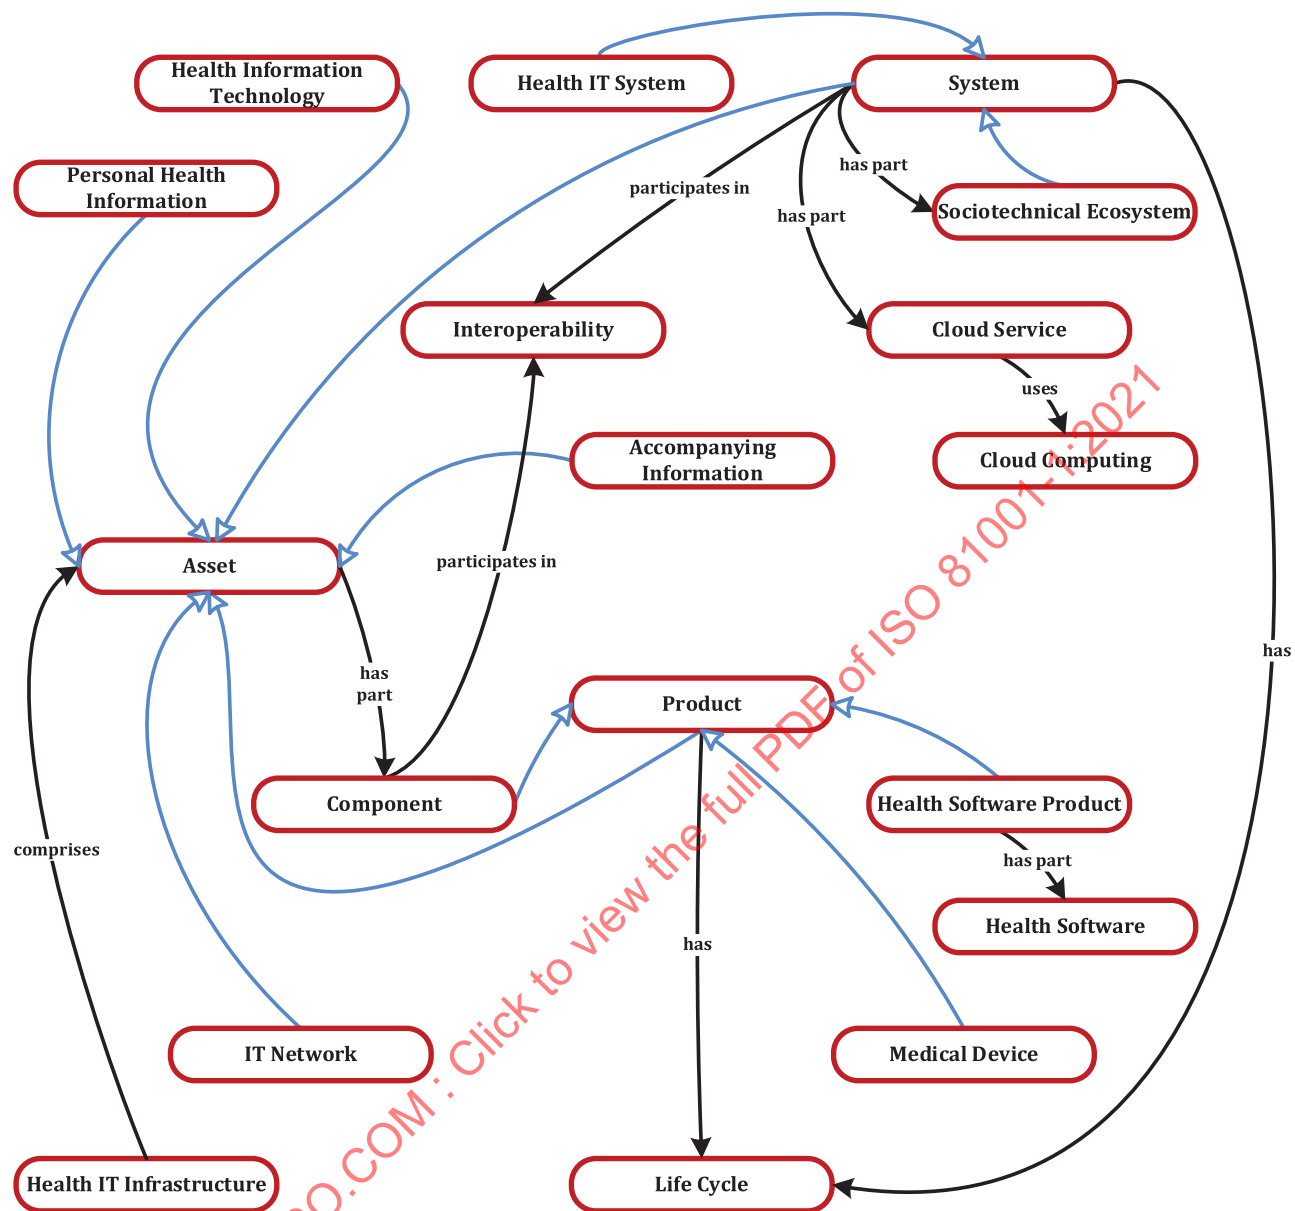 Health Information
Technology
Health IT System
System
Personal Health
Information
has part
participates in
has part
Sociotechnical Ecosystem
Interoperability
Cloud Service
uses
Accompanying
Information
Cloud Computing
participates in
Asset
has
has
part
Product
Component
Health Software Product
comprises
has part
Health Software
has
IT Network
Medical Device
Health IT Infrastructure
Life Cycle
O.COM : Click to view the full PDF of ISO 81001-1:2021